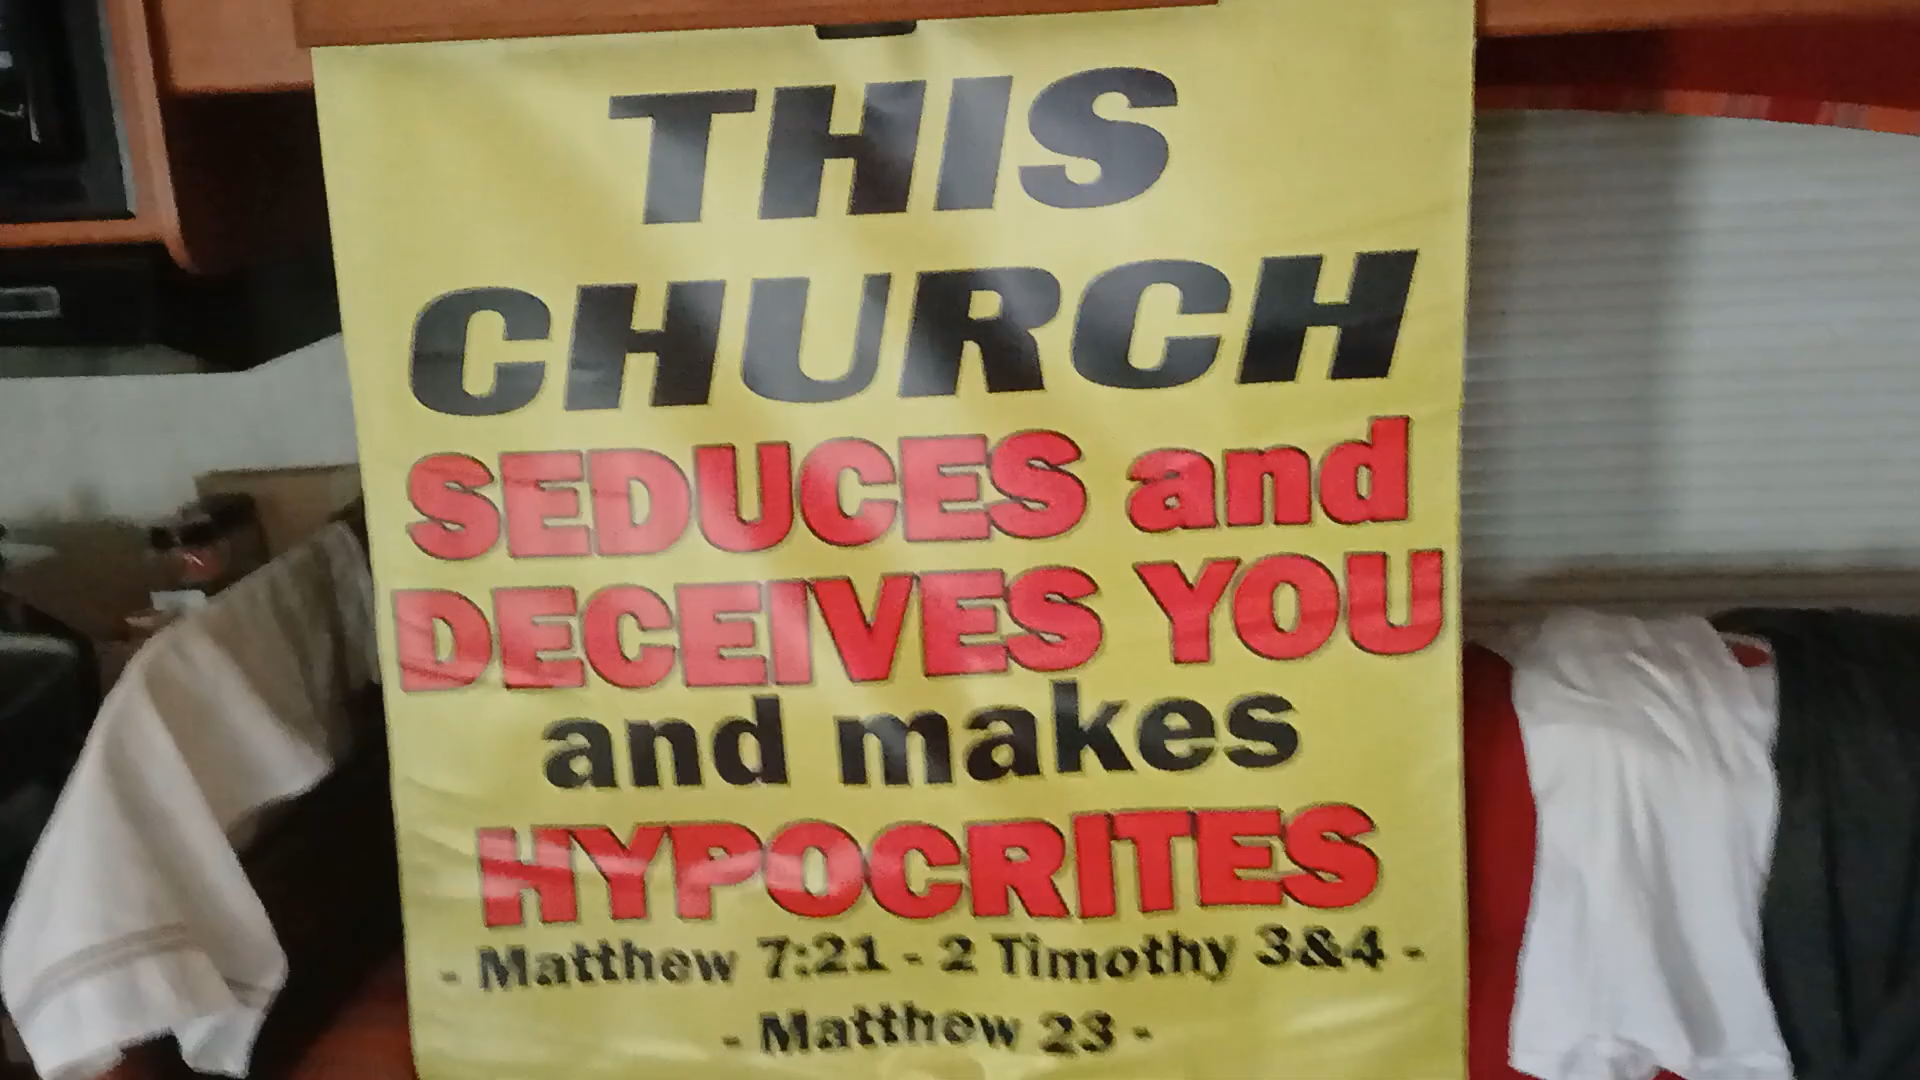 THIS
CHURCH
SEDUCES and
DECEIVES YOU
and makes
HYPOCRITES
- Matthew 7:21 - 2 Timothy 3&4 -
- Matthew 23 -